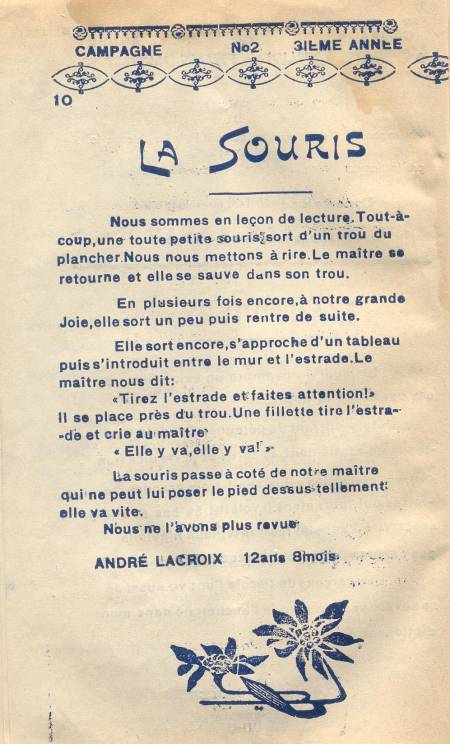 CAMPAGNE No2 3IEME ANNEE
10
LA SOURIS
Nous sommes en leçon de lecture.Tout-à-
coup,une toute petite souris,sort d'un trou du
plancher.Nous nous mettons à rire.Le maître se
retourne et elle se sauve dans son trou.
En plusieurs fois encore,à notre grande
Joie,elle sort un peu puis rentre de suite.
Elle sort encore,s'approche d'un tableau
puis s'introduit entre le mur et l'estrade.Le
maître nous dit:
«Tirez l'estrade et faites attention!»
Il se place près du trou.Une fillette tire l'estra-
-de et crie au maître
« Elle y va,elle y va! »
La souris passe à coté de notre maître
qui ne peut lui poser le pied dessus tellement
elle va vite.
Nous ne l'avons plus revue
ANDRÉ LACROIX 12ans 8mois.